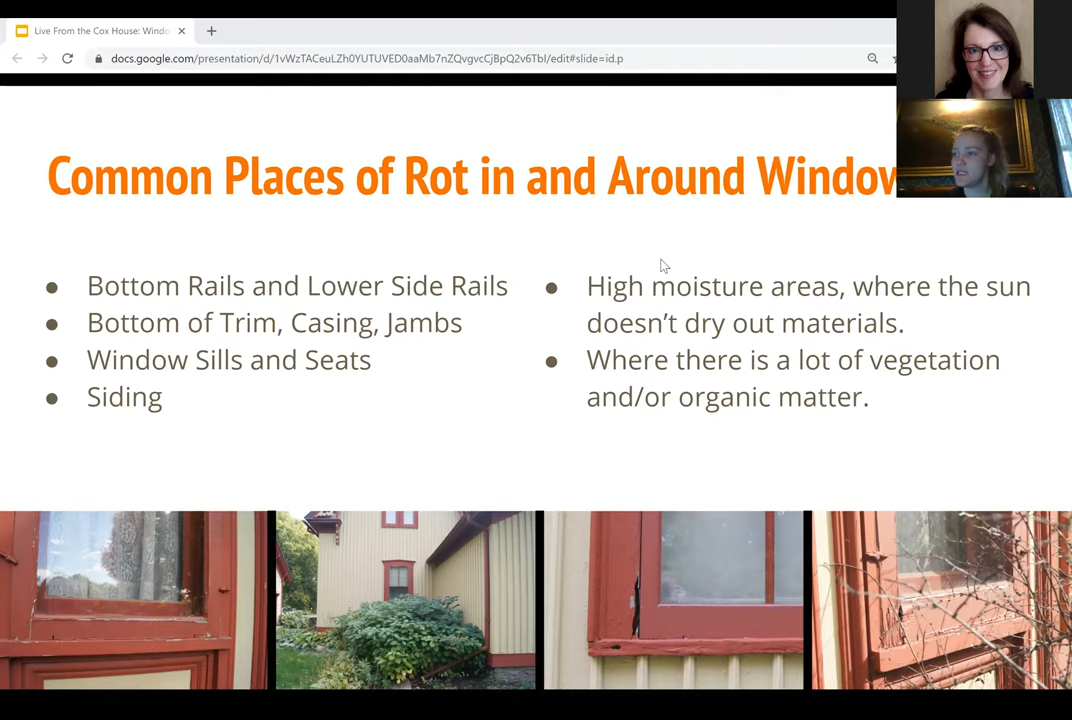 Live From the Cox House: Windo
docs.google.com/presentation/d/1vWzTACeuLZh0YUTUVED0aaMb7nZQvgvcCjBpQ2v6TbI/edit#slide=id.p
Common Places of Rot in and Around Window
● Bottom Rails and Lower Side Rails
● Bottom of Trim, Casing, Jambs
● Window Sills and Seats
● Siding
● High moisture areas, where the sun
doesn’t dry out materials.
● Where there is a lot of vegetation
and/or organic matter.